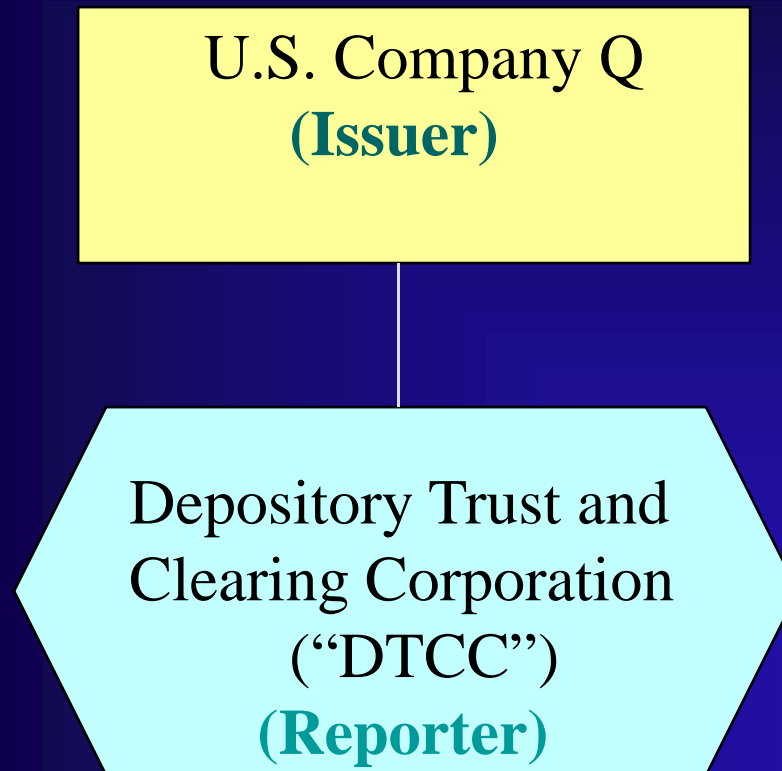 U.S. Company Q
(Issuer)
Depository Trust and
Clearing Corporation
(“DTCC”)
(Reporter)